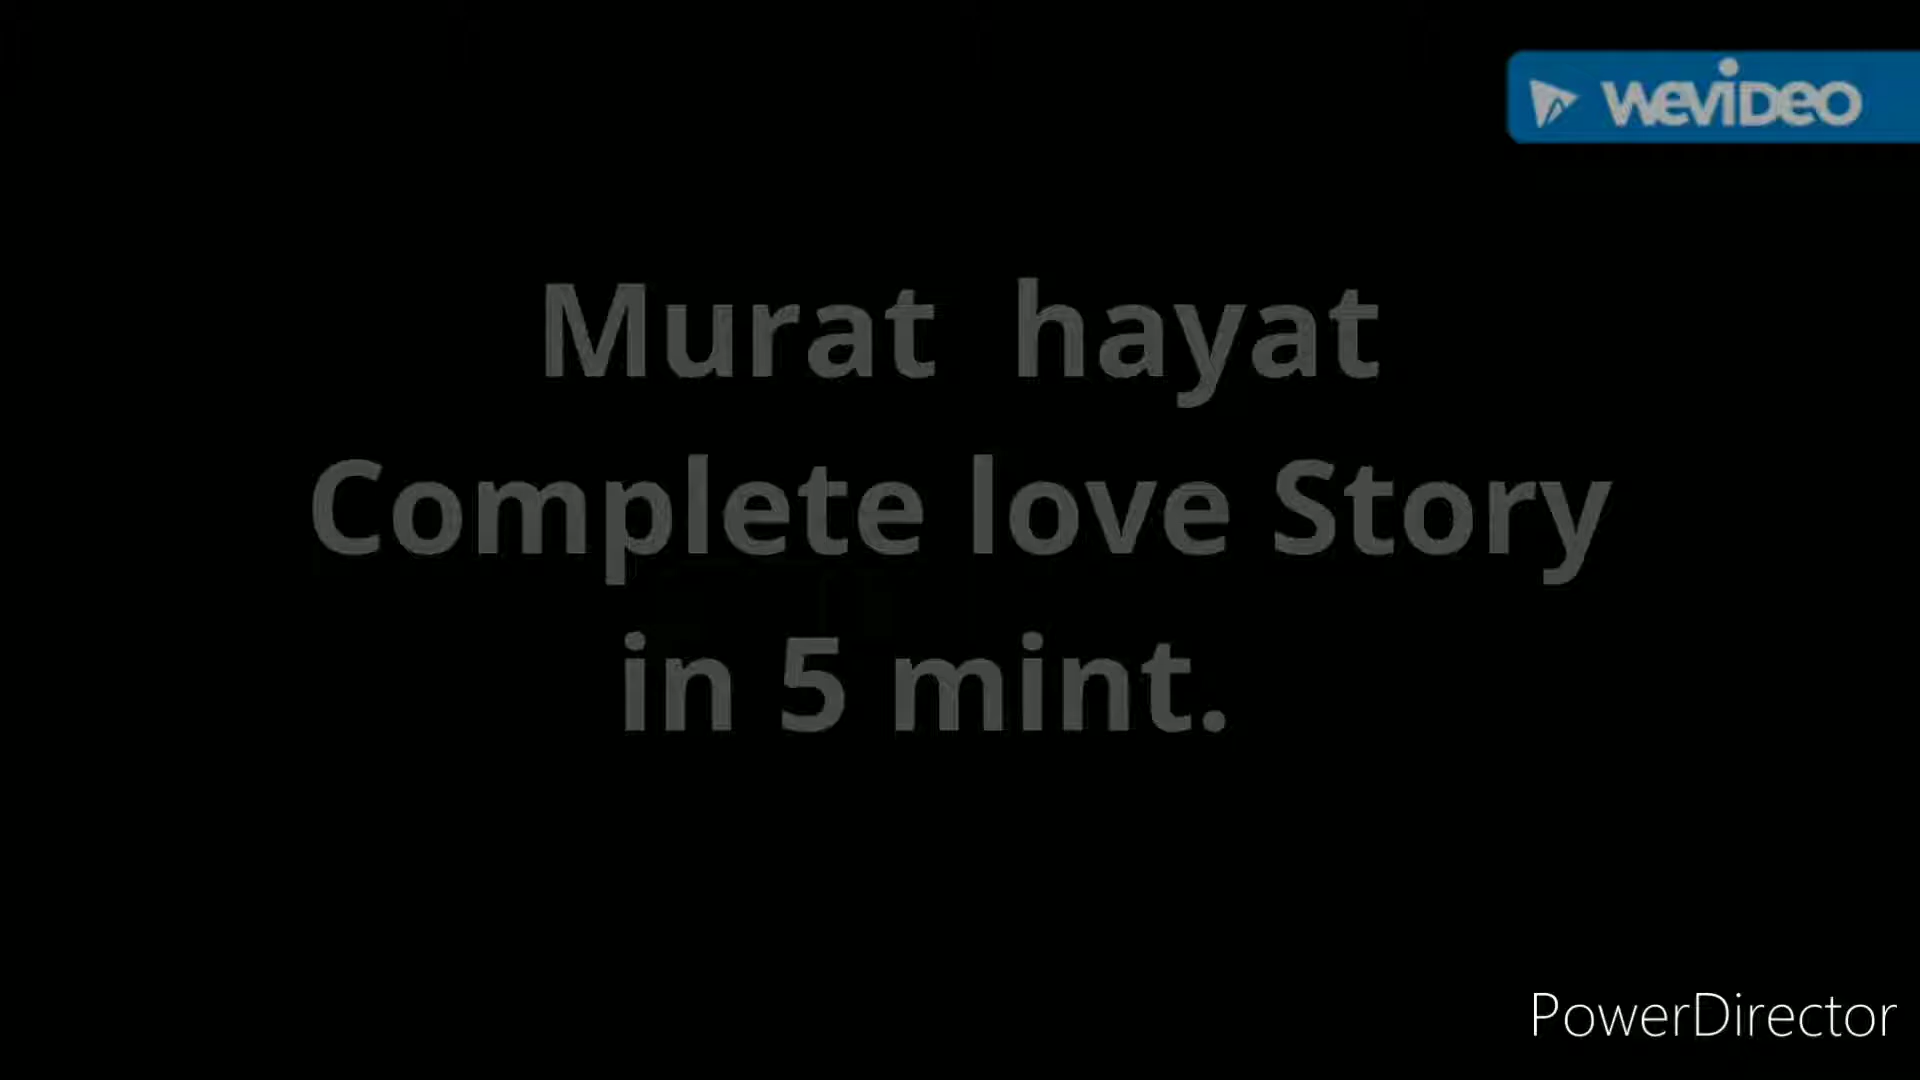 WEVIDEO
Murat hayat
Complete love Story
in 5 mint.
PowerDirector